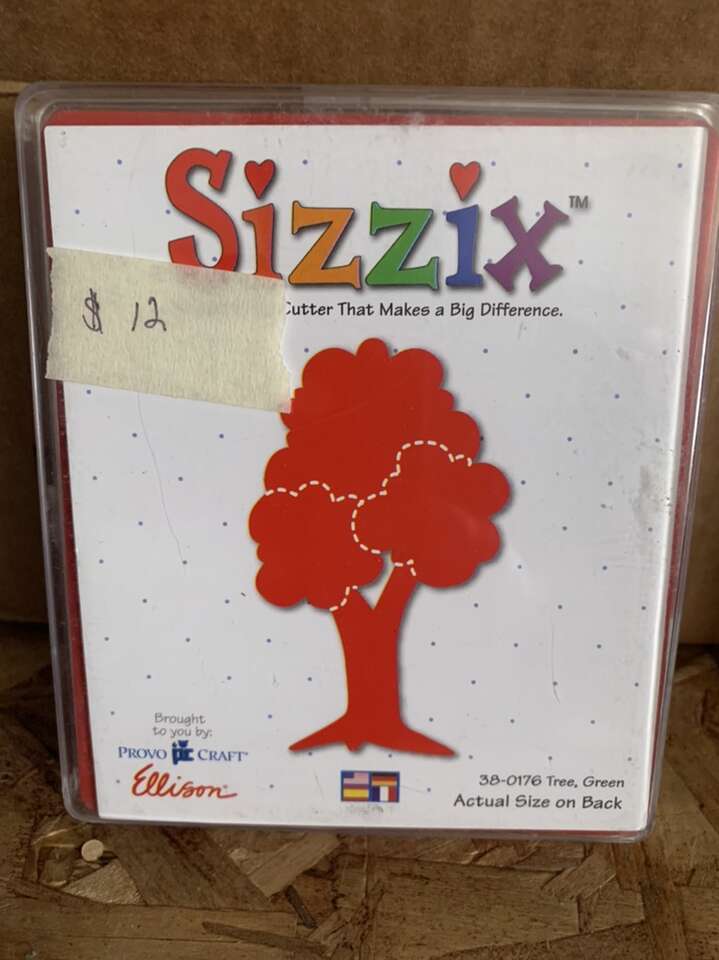 Sizzix™
$ 12
Cutter That Makes a Big Difference.
Brought
to you by:
PROVO PC CRAFT®
Ellison®
38-0176 Tree, Green
Actual Size on Back